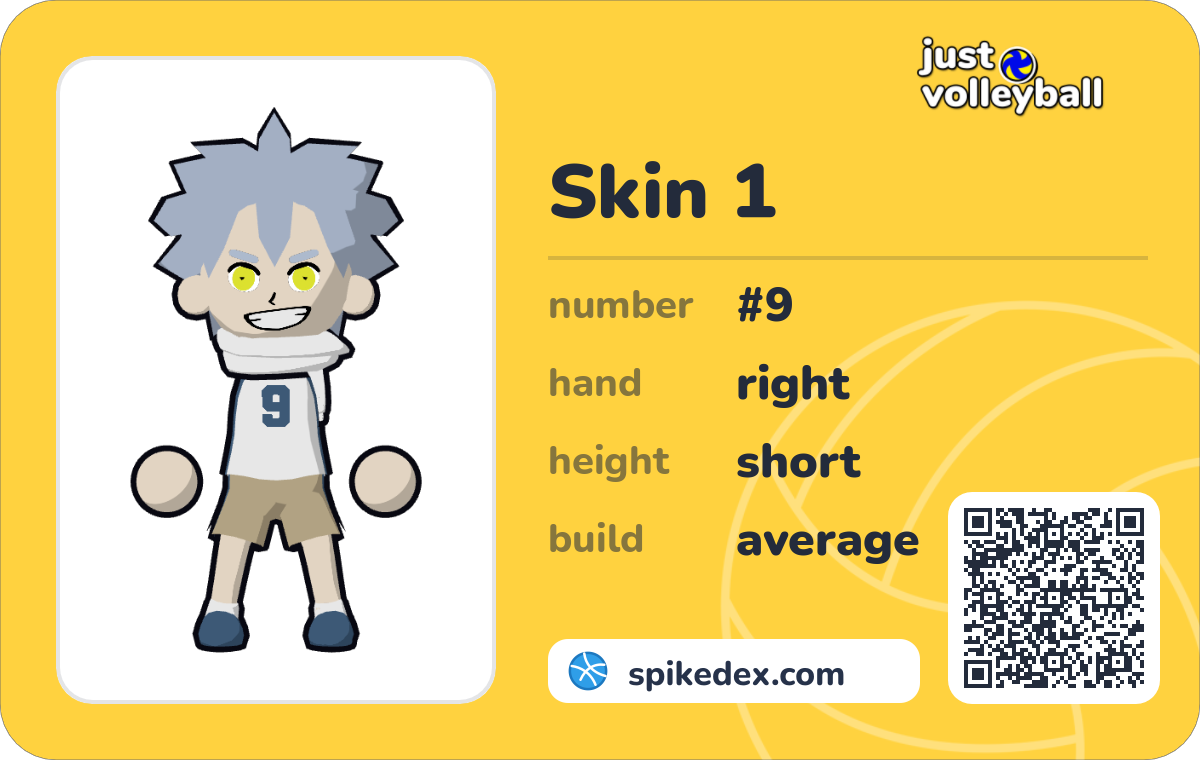 just
volleyball
Skin 1
number #9
hand right
height short
build average
9
spikedex.com